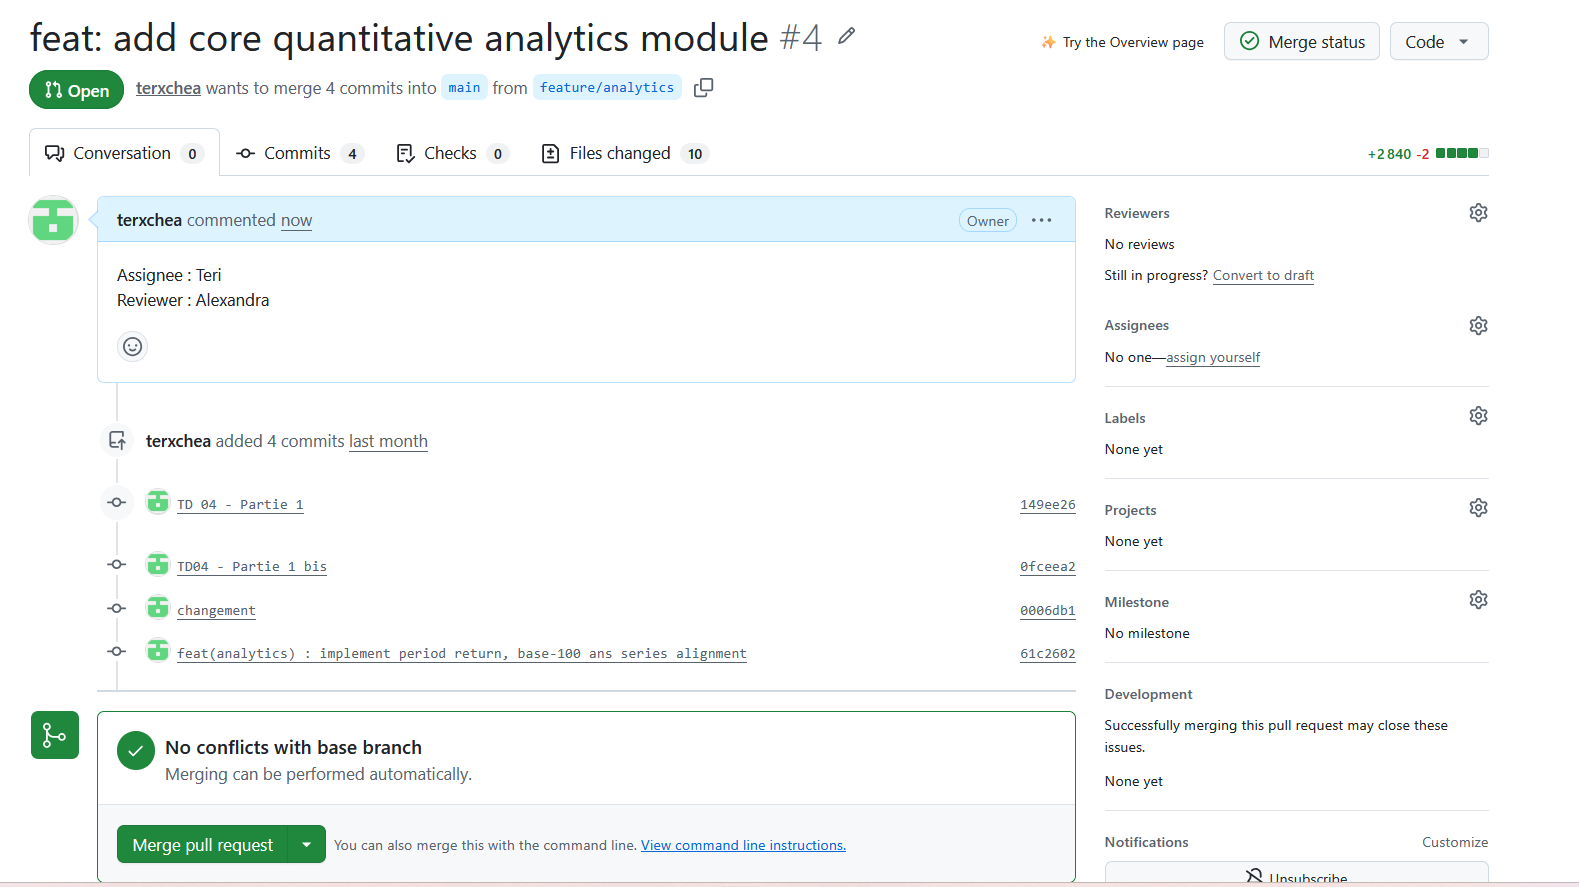 feat: add core quantitative analytics module #4
Try the Overview page
Merge status
Code
Open
terxchea wants to merge 4 commits into main from feature/analytics
Conversation 0
Commits 4
Checks 0
Files changed 10
+2 840 -2
terxchea commented now
Owner
Assignee : Teri
Reviewer : Alexandra
terxchea added 4 commits last month
TD 04 - Partie 1 149ee26
TD04 - Partie 1 bis 0fceea2
changement 0006db1
feat(analytics) : implement period return, base-100 ans series alignment 61c2602
No conflicts with base branch
Merging can be performed automatically.
Merge pull request
You can also merge this with the command line. View command line instructions.
Reviewers
No reviews
Still in progress? Convert to draft
Assignees
No one—assign yourself
Labels
None yet
Projects
None yet
Milestone
No milestone
Development
Successfully merging this pull request may close these
issues.
None yet
Notifications
Customize
Unsubscribe